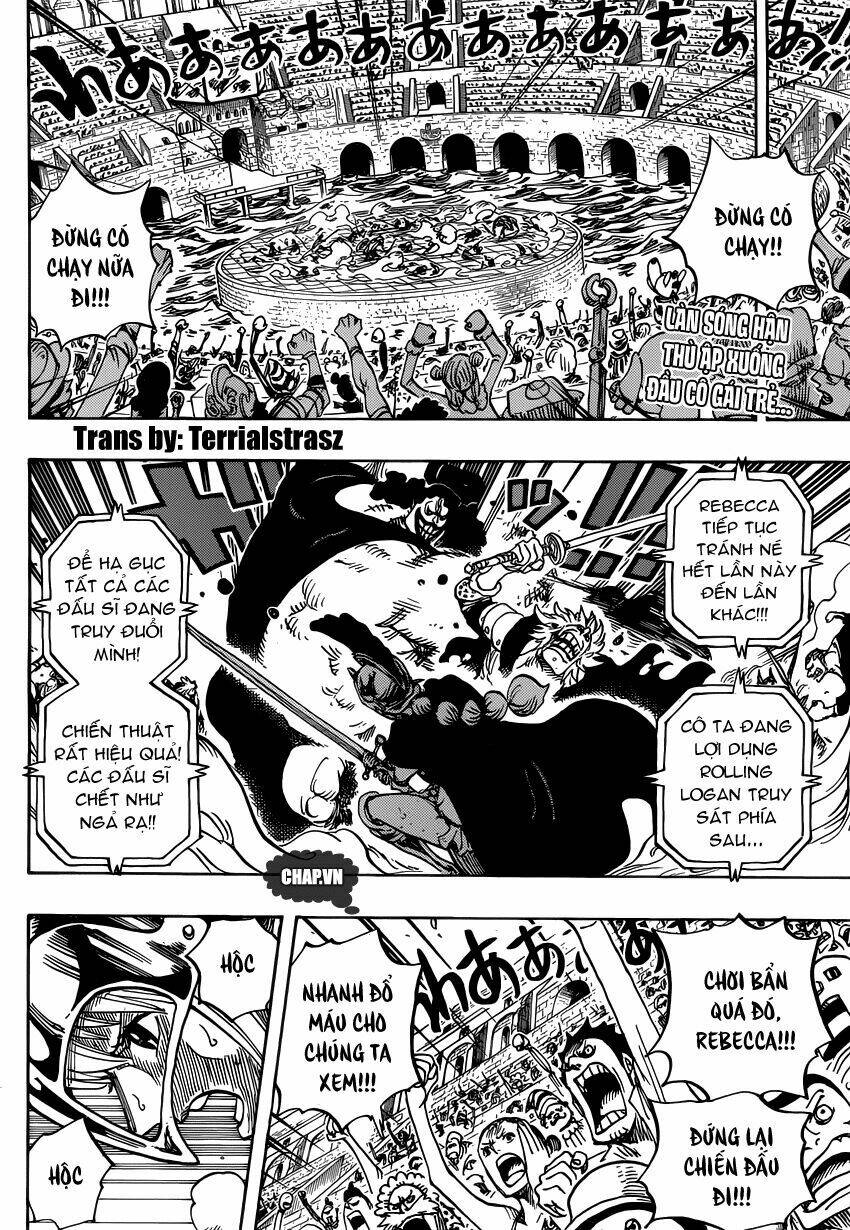 わあああああああああああ!!
ĐỪNG CÓ
CHẠY!!
ĐỪNG CÓ
CHẠY NỮA
ĐI!!!
LÀN SÓNG HẬN
THÙ ẬP XUỐNG
ĐẦU CÔ GÁI TRẺ...
Trans by: Terrialstrasz
REBECCA
TIẾP TỤC
TRÁNH NÉ
HẾT LẦN NÀY
ĐẾN LẦN
KHÁC!!!
CÔ TA ĐANG
LỢI DỤNG
ROLLING
LOGAN TRUY
SÁT PHÍA
SAU...
ĐỂ HẠ GỤC
TẤT CẢ CÁC
ĐẤU SĨ ĐANG
TRUY ĐUỔI
MÌNH!
CHIẾN THUẬT
RẤT HIỆU QUẢ!
CÁC ĐẤU SĨ
CHẾT NHƯ
NGẢ RẠ!!
CHAP.VN
CHƠI BẨN
QUÁ ĐÓ,
REBECCA!!!
ĐỨNG LẠI
CHIẾN ĐẤU
ĐI!!!
わあああ
NHANH ĐỔ
MÁU CHO
CHÚNG TA
XEM!!!
HỘC
HỘC